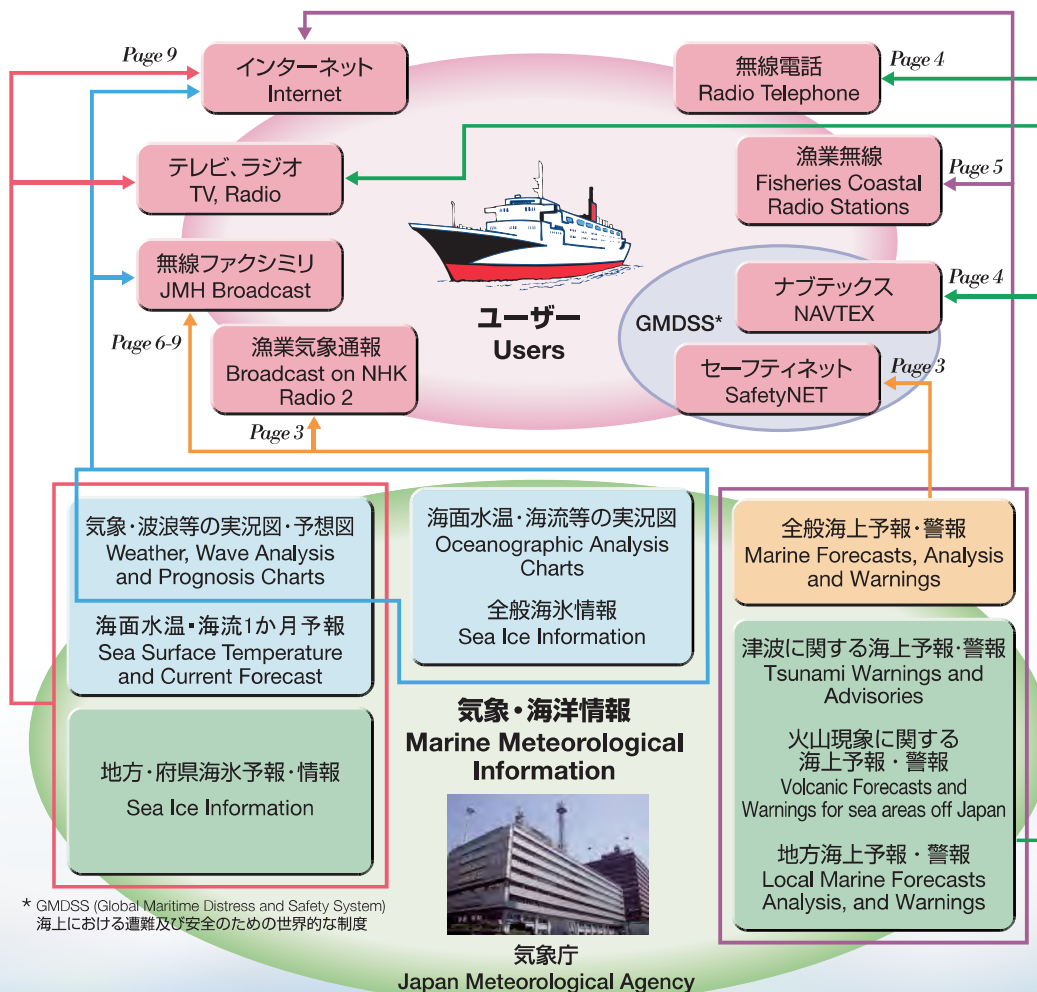 Page 9
インターネット
Internet
無線電話
Radio Telephone
Page 4
テレビ、ラジオ
TV, Radio
漁業無線
Fisheries Coastal
Radio Stations
Page 5
無線ファクシミリ
JMH Broadcast
Page 6-9
ユーザー
Users
GMDSS*
ナブテックス
NAVTEX
Page 4
漁業気象通報
Broadcast on NHK
Radio 2
Page 3
セーフティネット
SafetyNET
Page 3
気象・波浪等の実況図・予想図
Weather, Wave Analysis
and Prognosis Charts
海面水温・海流1か月予報
Sea Surface Temperature
and Current Forecast
海面水温・海流等の実況図
Oceanographic Analysis
Charts
全般海氷情報
Sea Ice Information
全般海上予報・警報
Marine Forecasts, Analysis
and Warnings
地方・府県海氷予報・情報
Sea Ice Information
気象・海洋情報
Marine Meteorological
Information
津波に関する海上予報・警報
Tsunami Warnings and
Advisories
火山現象に関する
海上予報・警報
Volcanic Forecasts and
Warnings for sea areas off Japan
地方海上予報・警報
Local Marine Forecasts
Analysis, and Warnings
* GMDSS (Global Maritime Distress and Safety System)
海上における遭難及び安全のための世界的な制度
気象庁
Japan Meteorological Agency